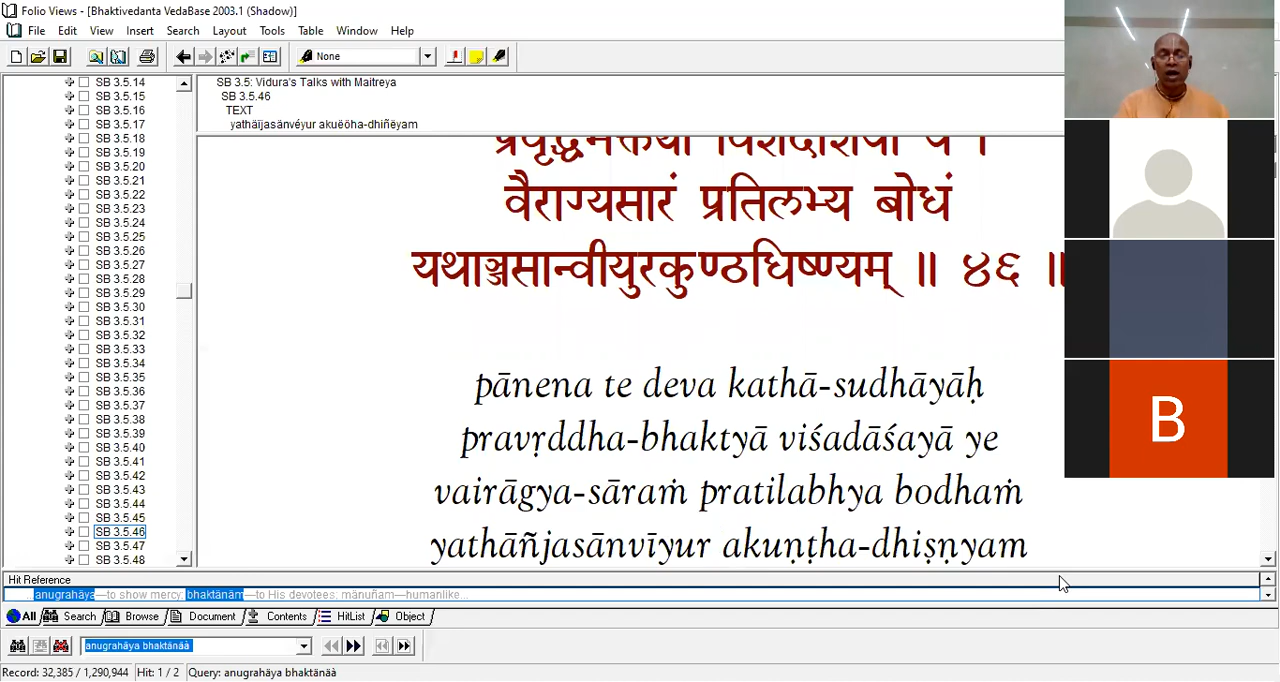 Folio Views - [Bhaktivedanta VedaBase 2003.1 (Shadow)]
File Edit View Insert Search Layout Tools Table Window Help
None
SB 3.5.14
SB 3.5.15
SB 3.5.16
SB 3.5.17
SB 3.5.18
SB 3.5.19
SB 3.5.20
SB 3.5.21
SB 3.5.22
SB 3.5.23
SB 3.5.24
SB 3.5.25
SB 3.5.26
SB 3.5.27
SB 3.5.28
SB 3.5.29
SB 3.5.30
SB 3.5.31
SB 3.5.32
SB 3.5.33
SB 3.5.34
SB 3.5.35
SB 3.5.36
SB 3.5.37
SB 3.5.38
SB 3.5.39
SB 3.5.40
SB 3.5.41
SB 3.5.42
SB 3.5.43
SB 3.5.44
SB 3.5.45
SB 3.5.46
SB 3.5.47
SB 3.5.48
SB 3.5: Vidura's Talks with Maitreya
SB 3.5.46
TEXT
yathäïjasänvéyur akuëöha-dhiñëyam
वैराग्यसारं प्रतिलभ्य बोधं
यथाञ्जसान्वीयुरकुण्ठधिष्ण्यम् ॥ ४६ ॥
pānena te deva kathā-sudhāyāḥ
pravṛddha-bhaktyā viśadāśayā ye
vairāgya-sāraṁ pratilabhya bodhaṁ
yathāñjasānvīyur akuṇṭha-dhiṣṇyam
B
Hit Reference
...anugrahäya—to show mercy; bhaktänäm—to His devotees; mänuñam—humanlike...
All Search Browse Document Contents HitList Object
anugrahäya bhaktänäà
Record: 32,385 / 1,290,944 Hit: 1 / 2 Query: anugrahäya bhaktänäà